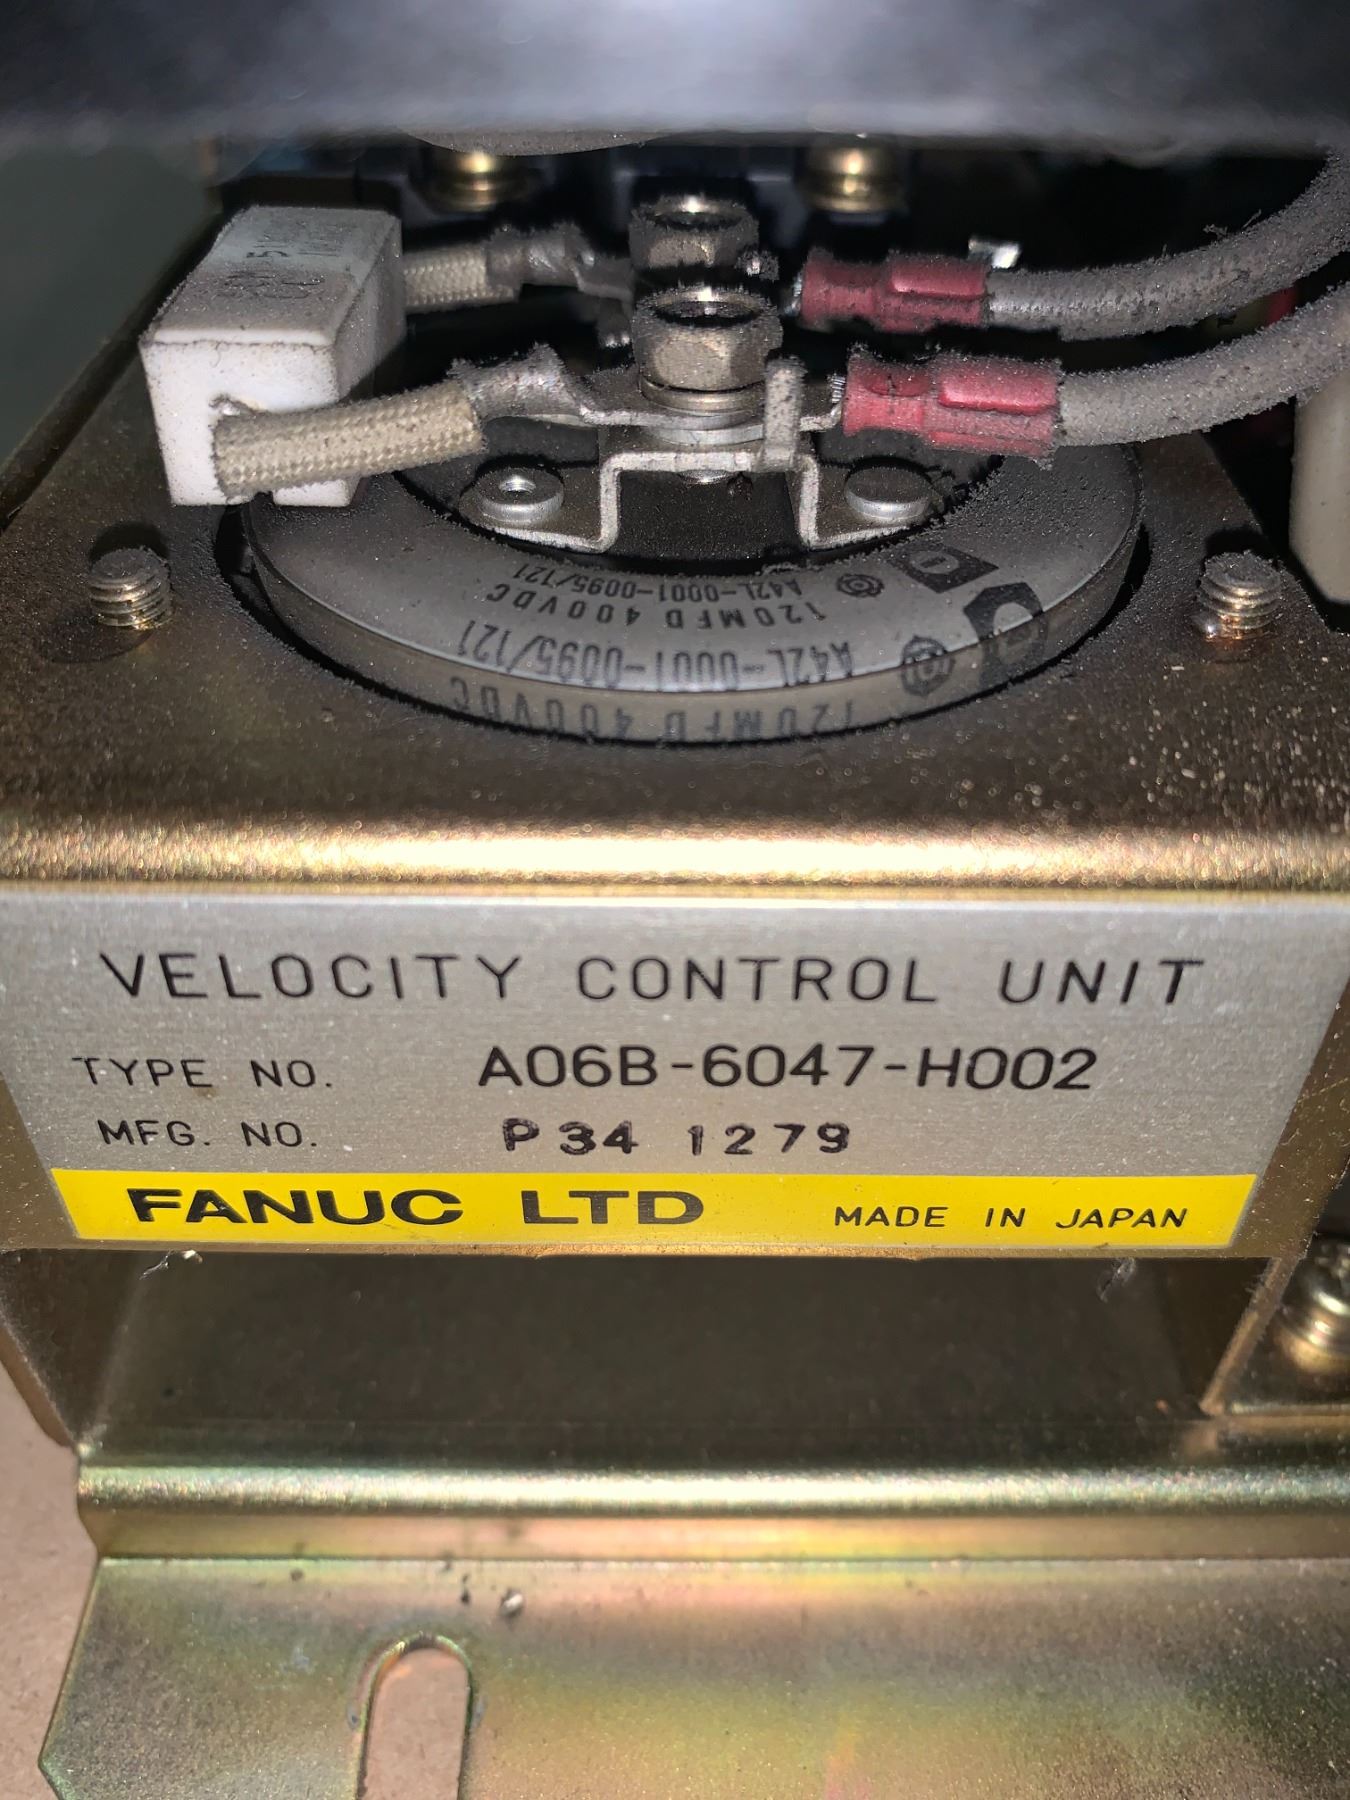 A42L-0001-0095/121
120MFD 400VDC
A42L-0001-0095/121
120MFD 400VDC
VELOCITY CONTROL UNIT
TYPE NO. A06B-6047-H002
MFG. NO. P34 1279
FANUC LTD MADE IN JAPAN